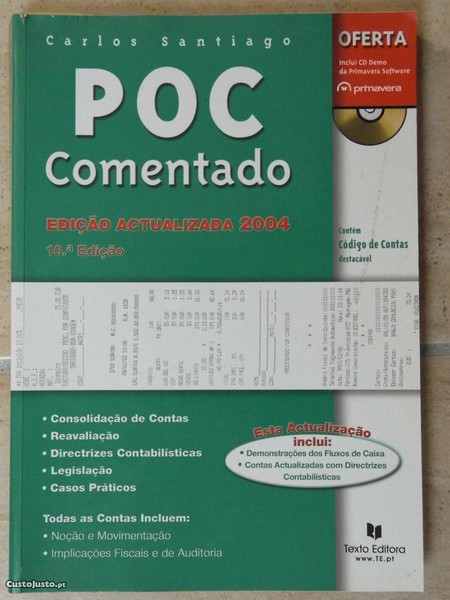 Carlos Santiago
POC
Comentado
EDIÇÃO ACTUALIZADA 2004
10.ª Edição
OFERTA
Inclui CD Demo
da Primavera Software
primavera
Contém
Código de Contas
destacável
• Consolidação de Contas
• Reavaliação
• Directrizes Contabilísticas
• Legislação
• Casos Práticos
Todas as Contas Incluem:
• Noção e Movimentação
• Implicações Fiscais e de Auditoria
Esta Actualização
inclui:
• Demonstrações dos Fluxos de Caixa
• Contas Actualizadas com Directrizes
Contabilísticas
Texto Editora
www.TE.pt
CustoJusto.pt